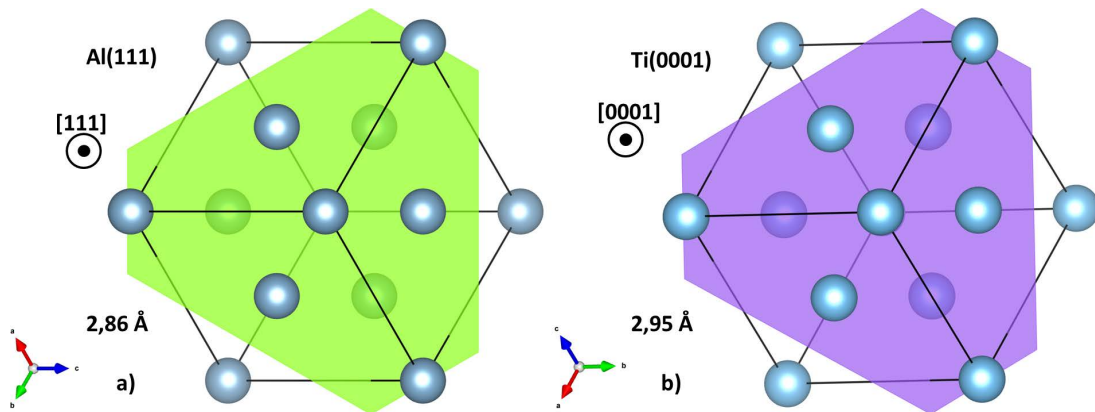 Al(111)
[111]
2,86 Å
a
c
b
a)
Ti(0001)
[0001]
2,95 Å
c
b
a
b)